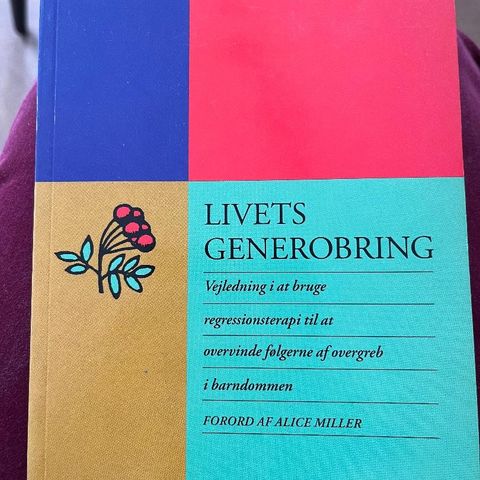 LIVETS
GENEROBRING
Vejledning i at bruge
regressionsterapi til at
overvinde følgerne af overgreb
i barndommen
FORORD AF ALICE MILLER